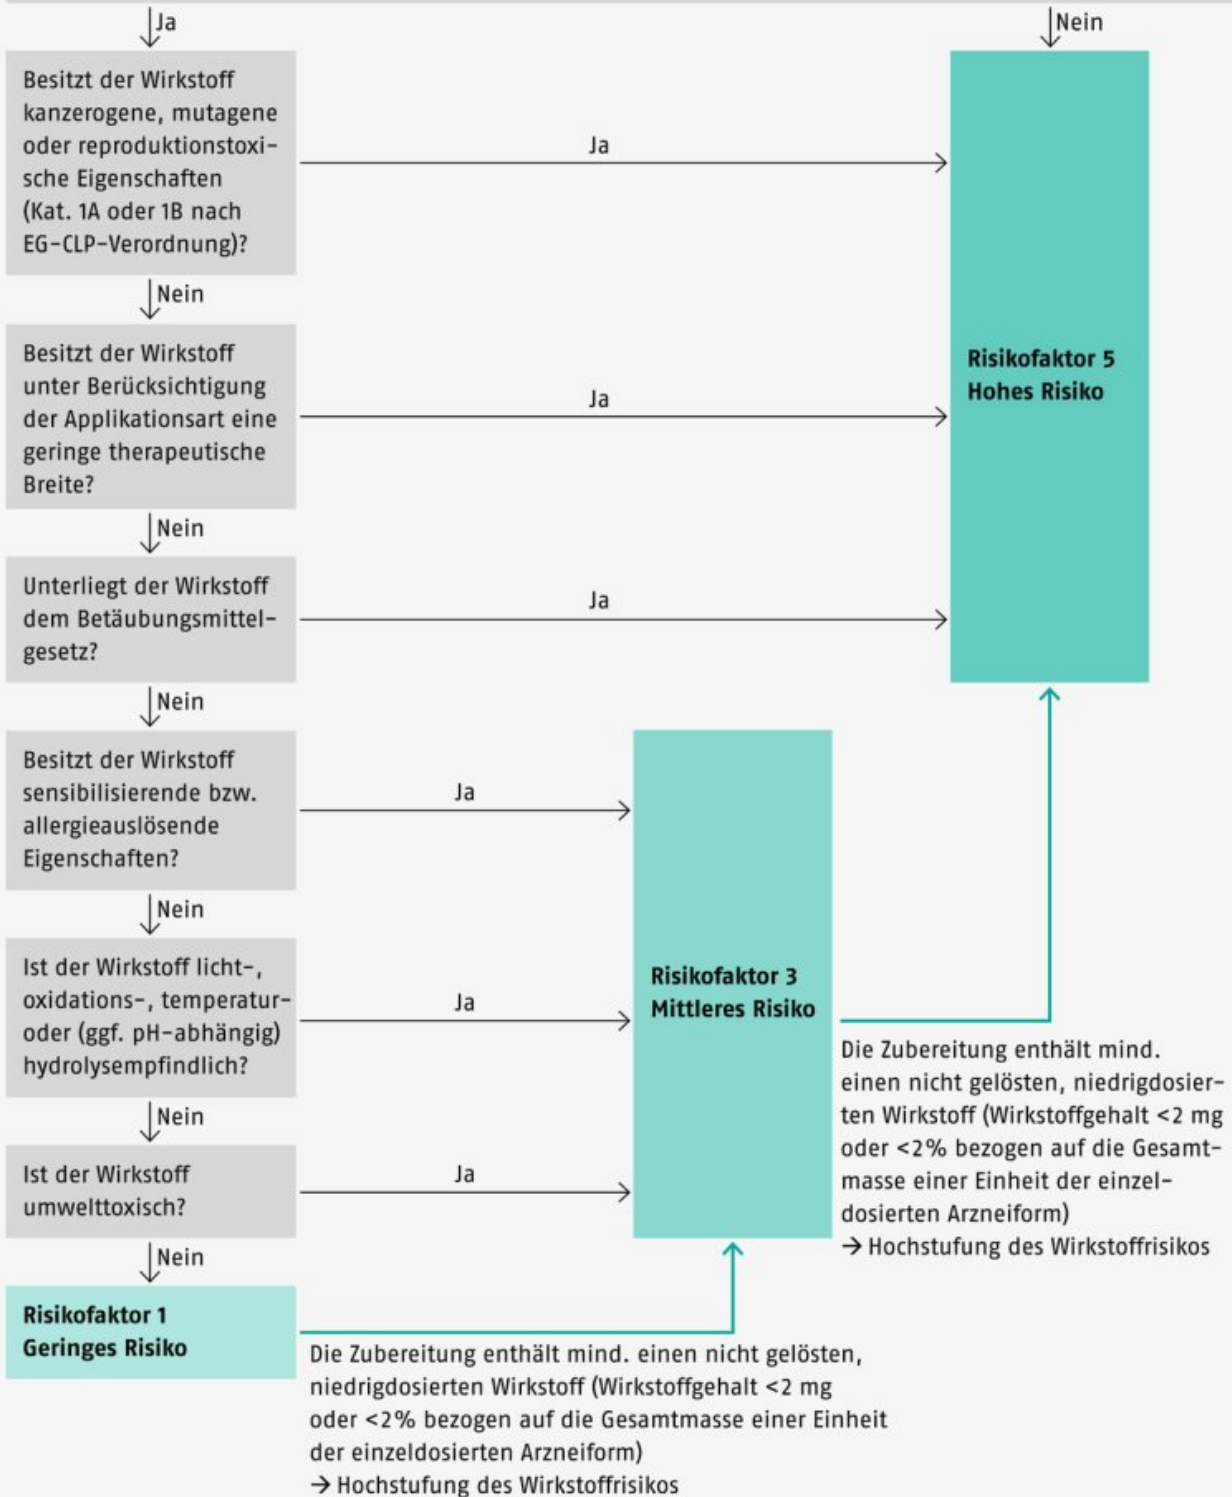 Ja
Nein
Besitzt der Wirkstoff
kanzerogene, mutagene
oder reproduktionstoxi-
sche Eigenschaften
(Kat. 1A oder 1B nach
EG-CLP-Verordnung)?
Ja
Nein
Besitzt der Wirkstoff
unter Berücksichtigung
der Applikationsart eine
geringe therapeutische
Breite?
Ja
Risikofaktor 5
Hohes Risiko
Nein
Unterliegt der Wirkstoff
dem Betäubungsmittel-
gesetz?
Ja
Nein
Besitzt der Wirkstoff
sensibilisierende bzw.
allergieauslösende
Eigenschaften?
Ja
Nein
Ist der Wirkstoff licht-,
oxidations-, temperatur-
oder (ggf. pH-abhängig)
hydrolysempfindlich?
Ja
Risikofaktor 3
Mittleres Risiko
Die Zubereitung enthält mind.
einen nicht gelösten, niedrigdosier-
ten Wirkstoff (Wirkstoffgehalt <2 mg
oder <2% bezogen auf die Gesamt-
masse einer Einheit der einzel-
dosierten Arzneiform)
→ Hochstufung des Wirkstoffrisikos
Nein
Ist der Wirkstoff
umwelttoxisch?
Ja
Nein
Risikofaktor 1
Geringes Risiko
Die Zubereitung enthält mind. einen nicht gelösten,
niedrigdosierten Wirkstoff (Wirkstoffgehalt <2 mg
oder <2% bezogen auf die Gesamtmasse einer Einheit
der einzeldosierten Arzneiform)
→ Hochstufung des Wirkstoffrisikos